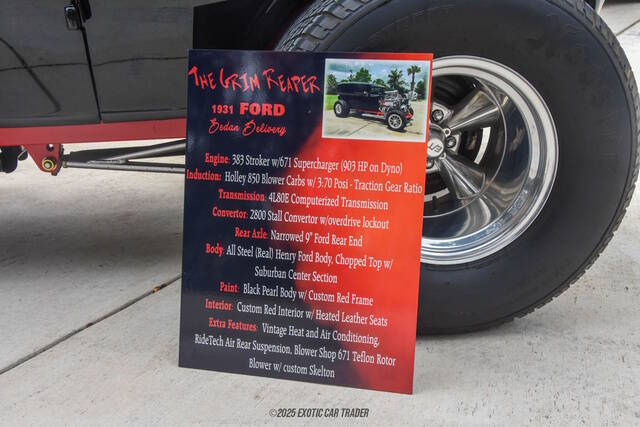 THE GRIM REAPER
1931 FORD
Sedan Delivery
Engine: 383 Stroker w/671 Supercharger (903 HP on Dyno)
Induction: Holley 850 Blower Carbs w/ 3:70 Posi - Traction Gear Ratio
Transmission: 4L80E Computerized Transmission
Convertor: 2800 Stall Convertor w/overdrive lockout
Rear Axle: Narrowed 9" Ford Rear End
Body: All Steel (Real) Henry Ford Body, Chopped Top w/
Suburban Center Section
Paint: Black Pearl Body w/ Custom Red Frame
Interior: Custom Red Interior w/ Heated Leather Seats
Extra Features: Vintage Heat and Air Conditioning,
RideTech Air Rear Suspension, Blower Shop 671 Teflon Rotor
Blower w/ custom Skelton
©2025 EXOTIC CAR TRADER